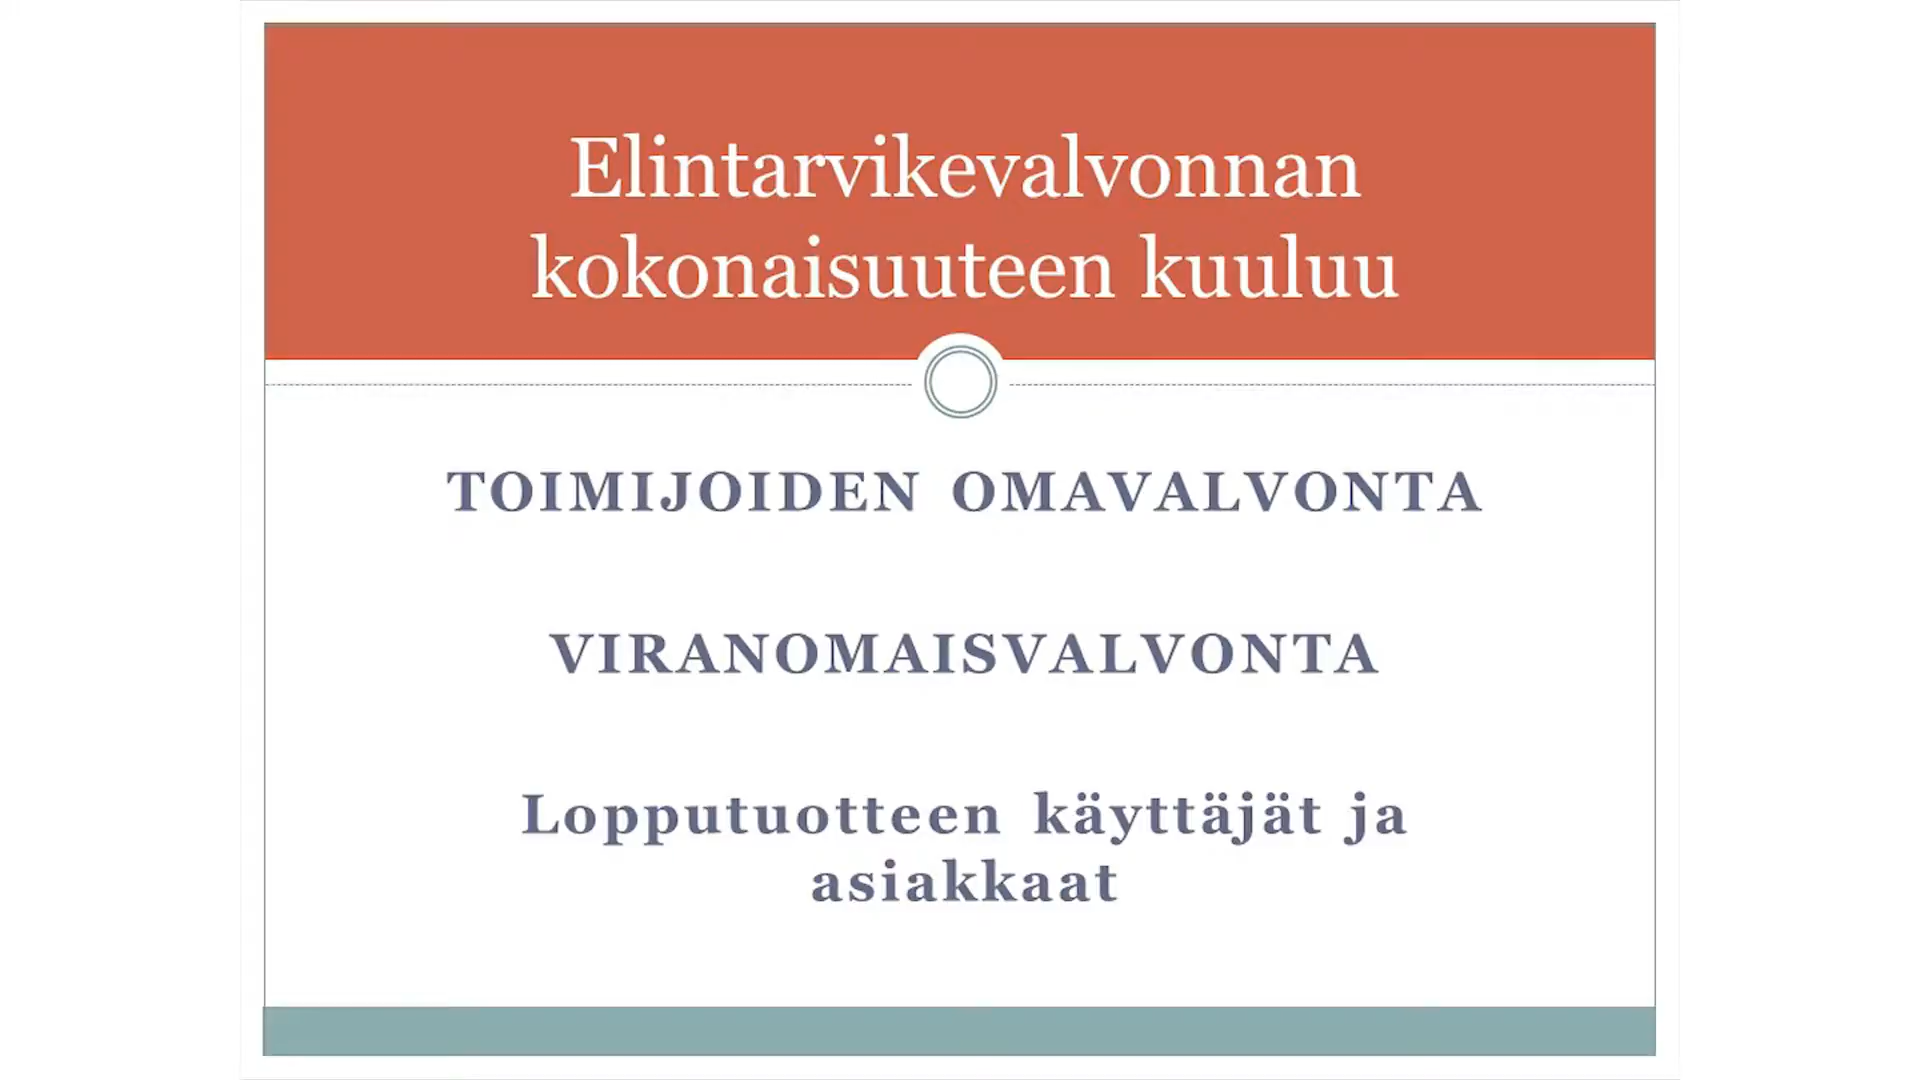 Elintarvikevalvonnan
kokonaisuuteen kuuluu
TOIMIJOIDEN OMAVALVONTA
VIRANOMAISVALVONTA
Lopputuotteen käyttäjät ja
asiakkaat